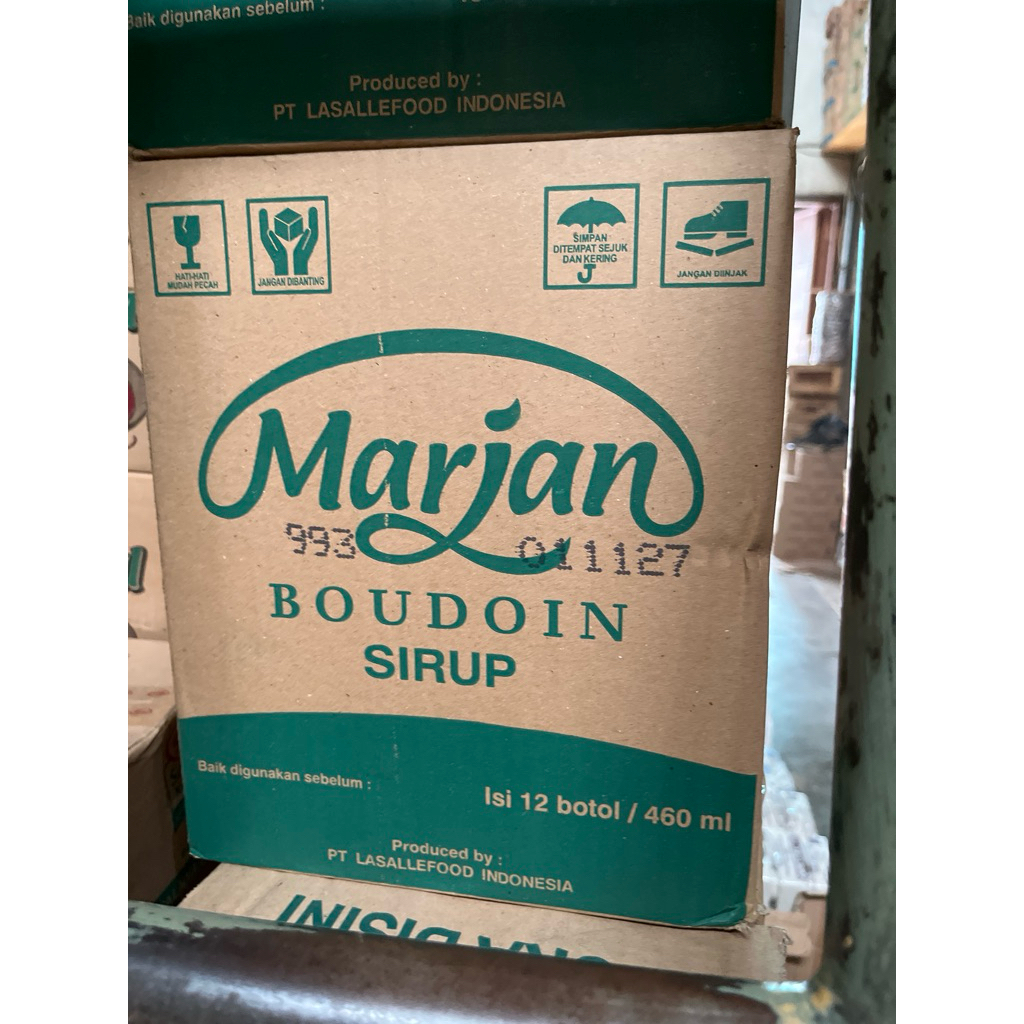 Baik digunakan sebelum :
Produced by :
PT LASALLEFOOD INDONESIA
HATI-HATI
MUDAH PECAH
JANGAN DIBANTING
SIMPAN
DITEMPAT SEJUK
DAN KERING
JANGAN DIINJAK
Marjan
993 011127
BOUDOIN
SIRUP
Baik digunakan sebelum :
Isi 12 botol / 460 ml
Produced by :
PT LASALLEFOOD INDONESIA
DISINI